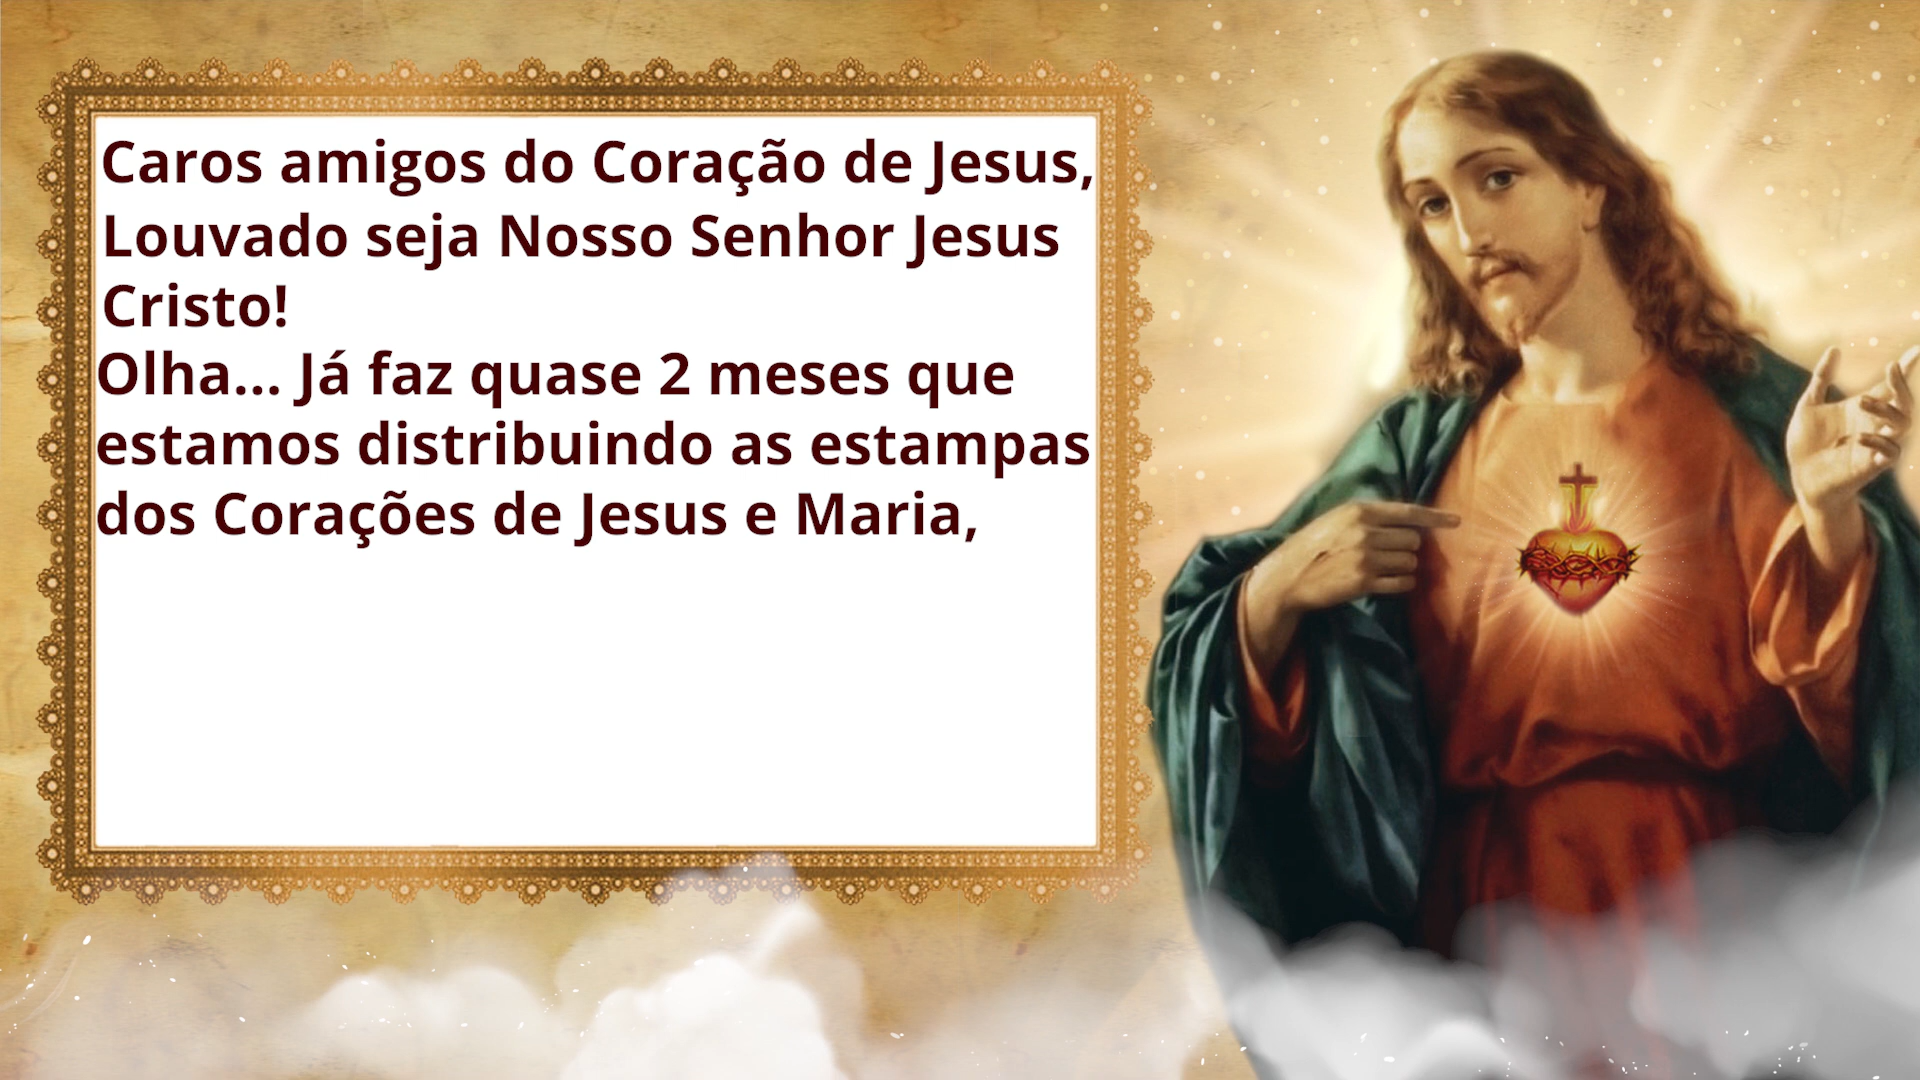 Caros amigos do Coração de Jesus,
Louvado seja Nosso Senhor Jesus
Cristo!
Olha... Já faz quase 2 meses que
estamos distribuindo as estampas
dos Corações de Jesus e Maria,